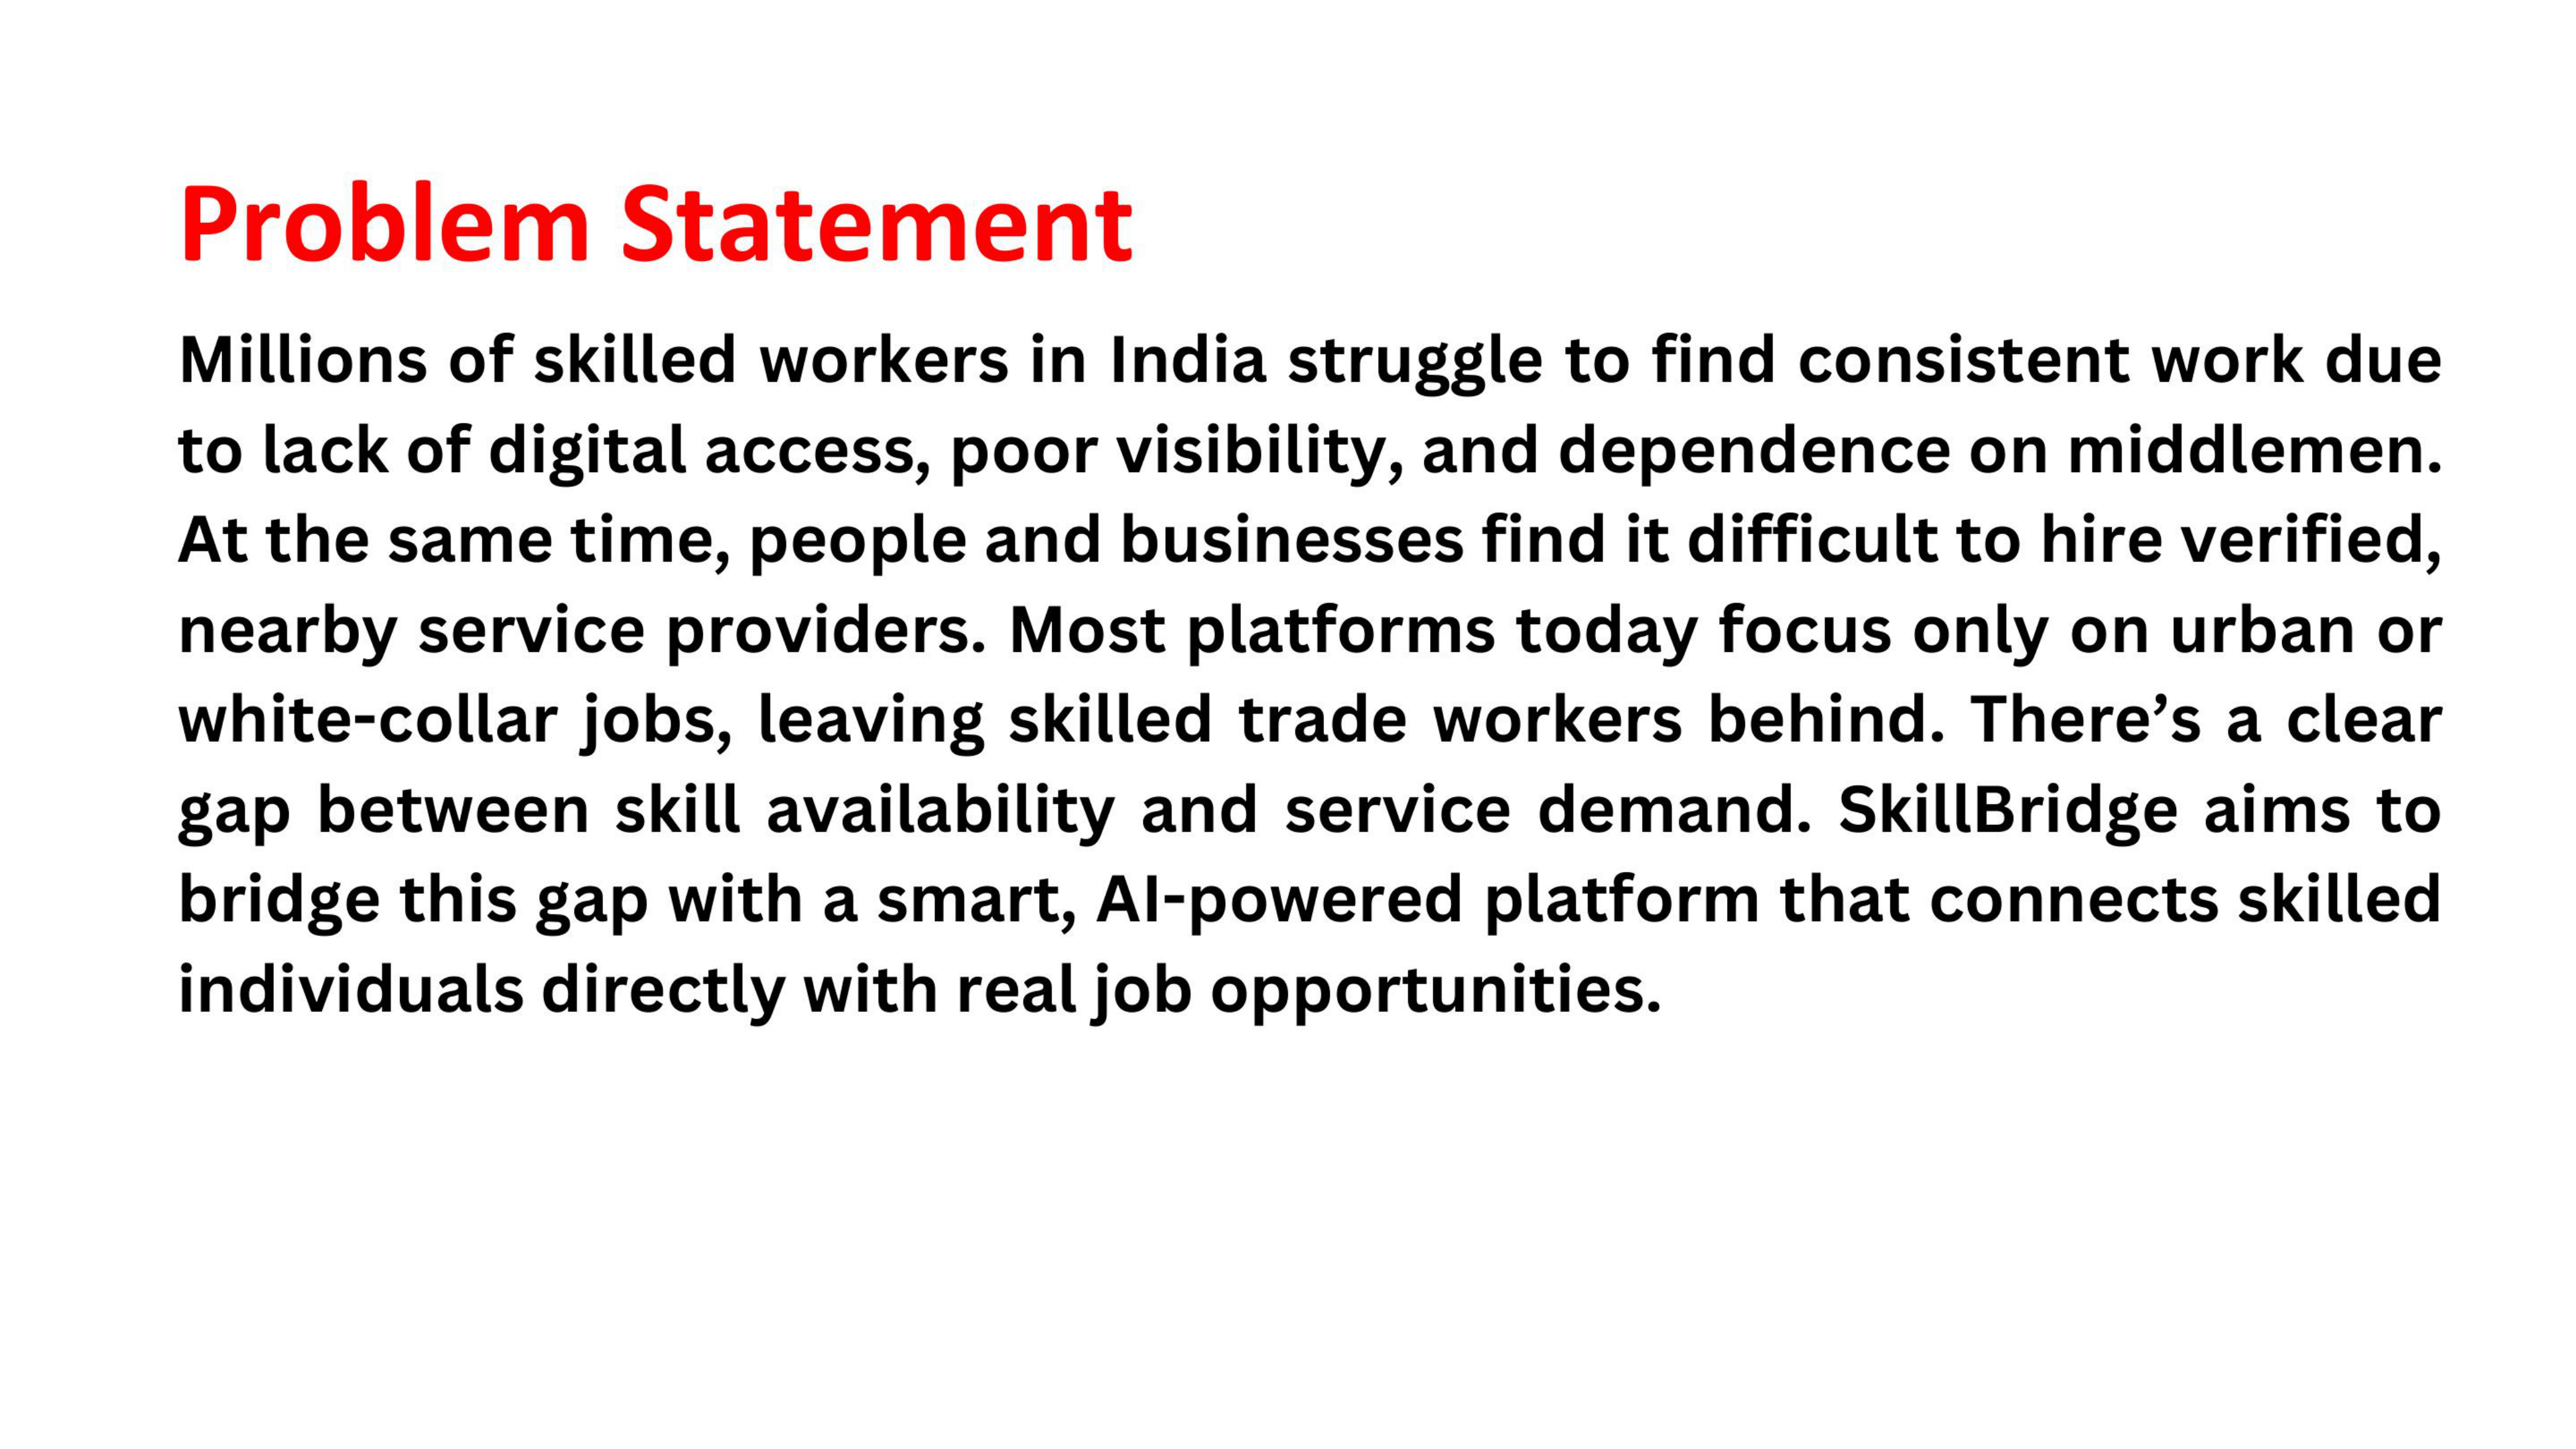 Problem Statement
Millions of skilled workers in India struggle to find consistent work due
to lack of digital access, poor visibility, and dependence on middlemen.
At the same time, people and businesses find it difficult to hire verified,
nearby service providers. Most platforms today focus only on urban or
white-collar jobs, leaving skilled trade workers behind. There’s a clear
gap between skill availability and service demand. SkillBridge aims to
bridge this gap with a smart, AI-powered platform that connects skilled
individuals directly with real job opportunities.